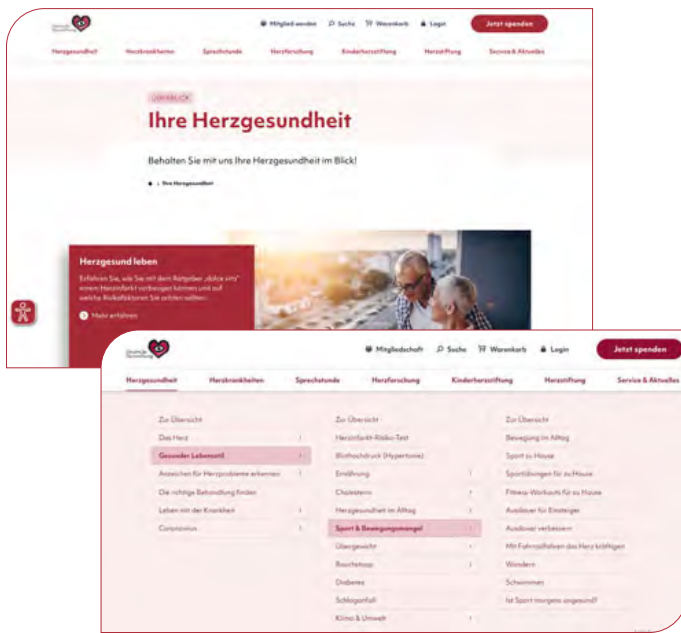 Deutsche
Herzstiftung
Mitglied werden Suche Warenkorb Login Jetzt spenden
Herzgesundheit Herzkrankheiten Sprechstunde Herzforschung Kinderherzstiftung Herzstiftung Service & Aktuelles
ÜBERBLICK
Ihre Herzgesundheit
Behalten Sie mit uns Ihre Herzgesundheit im Blick!
Ihre Herzgesundheit
Herzgesund leben
Erfahren Sie, wie Sie mit dem Ratgeber „dolce vita“
einem Herzinfarkt vorbeugen können und auf
welche Risikofaktoren Sie achten sollten.
Mehr erfahren
Deutsche
Herzstiftung
Mitgliedschaft Suche Warenkorb Login Jetzt spenden
Herzgesundheit Herzkrankheiten Sprechstunde Herzforschung Kinderherzstiftung Herzstiftung Service & Aktuelles
Zur Übersicht
Das Herz
Gesunder Lebensstil
Anzeichen für Herzprobleme erkennen
Die richtige Behandlung finden
Leben mit der Krankheit
Coronavirus
Zur Übersicht
Herzinfarkt-Risiko-Test
Bluthochdruck (Hypertonie)
Ernährung
Cholesterin
Herzgesundheit im Alltag
Sport & Bewegungsmangel
Übergewicht
Rauchstopp
Diabetes
Schlaganfall
Klima & Umwelt
Zur Übersicht
Bewegung im Alltag
Sport zu Hause
Sportübungen für zu Hause
Fitness-Workouts für zu Hause
Ausdauer für Einsteiger
Ausdauer verbessern
Mit Fahrradfahren das Herz kräftigen
Wandern
Schwimmen
Ist Sport morgens ungesund?